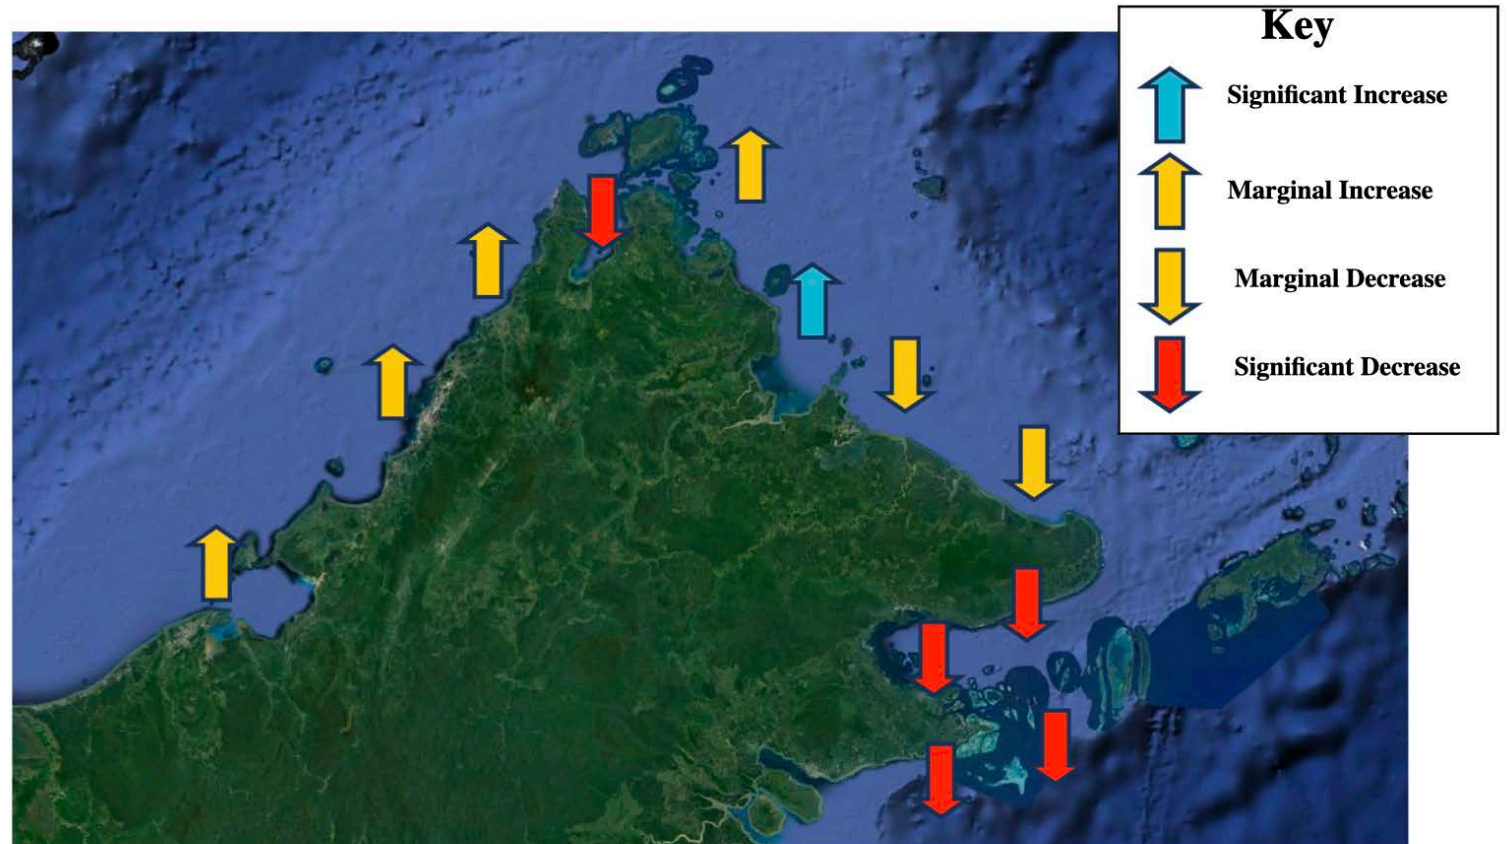 Key
Significant Increase
Marginal Increase
Marginal Decrease
Significant Decrease